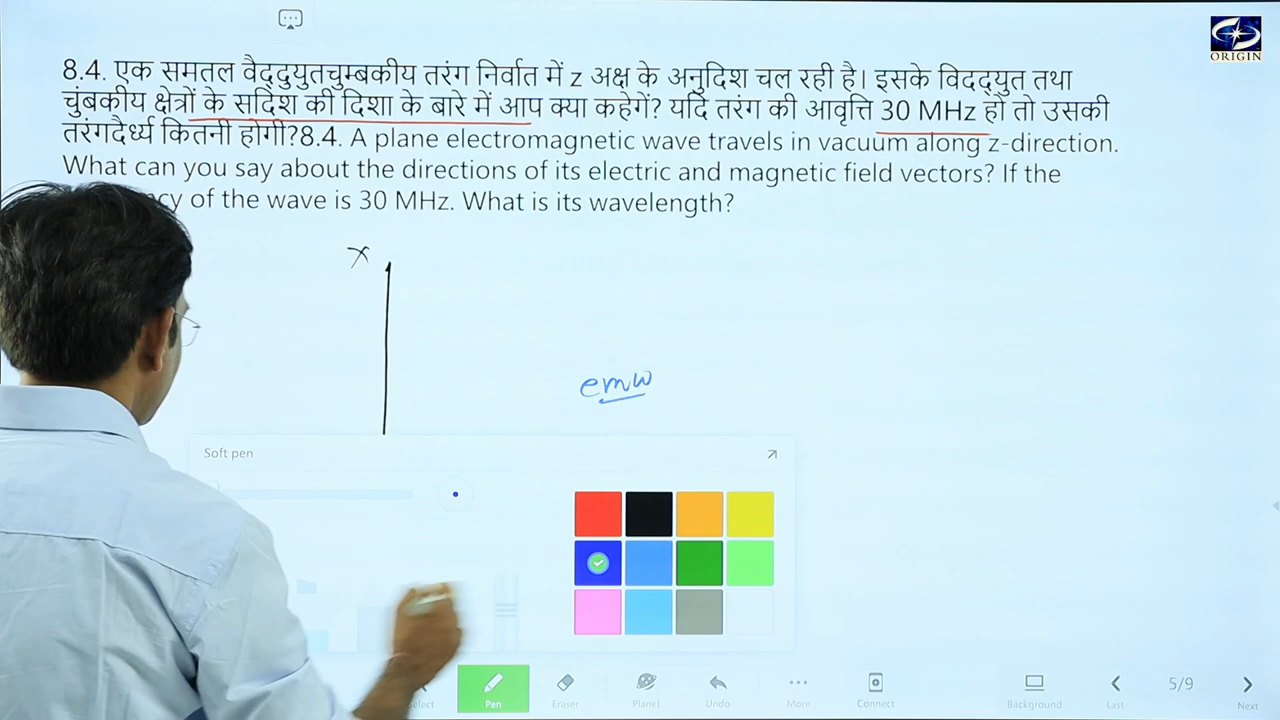 ORIGIN
8.4. एक समतल वैद्दुयुतचुम्बकीय तरंग निर्वात में z अक्ष के अनुदिश चल रही है। इसके विदद्युत तथा
चुंबकीय क्षेत्रों के सदिश की दिशा के बारे में आप क्या कहेगें? यदि तरंग की आवृत्ति 30 MHz हो तो उसकी
तरंगदैर्ध्य कितनी होगी?8.4. A plane electromagnetic wave travels in vacuum along z-direction.
What can you say about the directions of its electric and magnetic field vectors? If the
cy of the wave is 30 MHz. What is its wavelength?
x
emw
Soft pen
Select
Pen
Eraser
Planet
Undo
More
Connect
Background
Last
5/9
Next